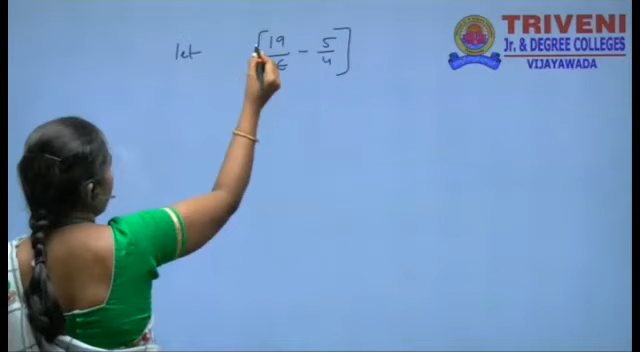 let [19/6 - 5/4]
TRIVENI
Jr. & DEGREE COLLEGES
VIJAYAWADA